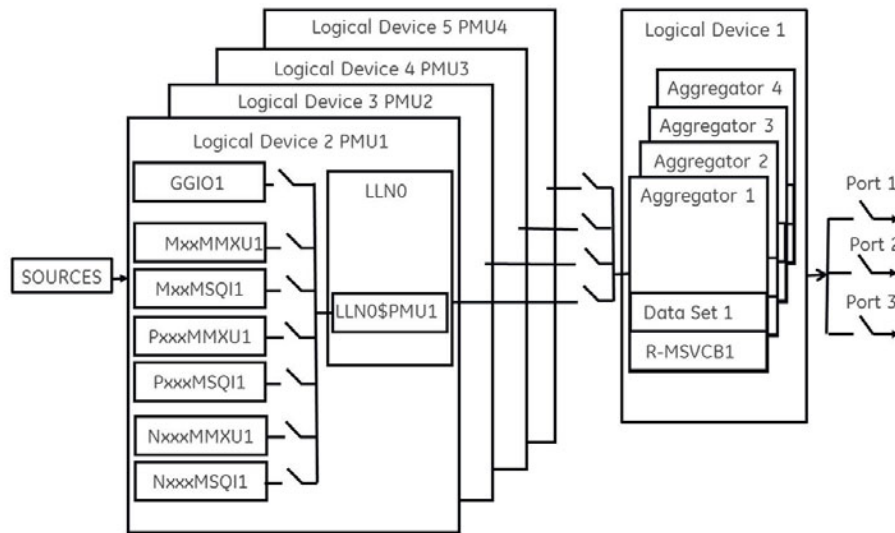 Logical Device 5 PMU4
Logical Device 4 PMU3
Logical Device 3 PMU2
Logical Device 2 PMU1
SOURCES
GGIO1
MxxMMXU1
MxxMSQI1
PxxxMMXU1
PxxxMSQI1
NxxxMMXU1
NxxxMSQI1
LLN0
LLN0$PMU1
Logical Device 1
Aggregator 4
Aggregator 3
Aggregator 2
Aggregator 1
Data Set 1
R-MSVCB1
Port 1
Port 2
Port 3